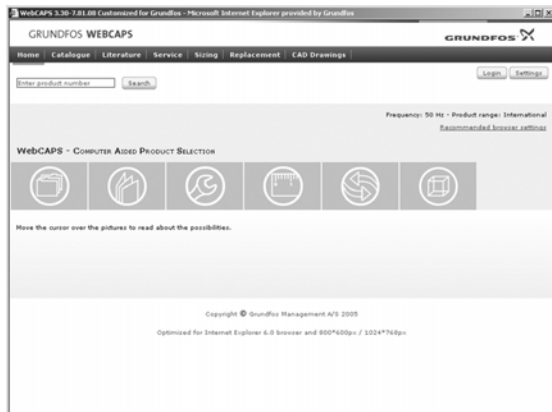 WebCAPS 3.30-7.81.08 Customized for Grundfos - Microsoft Internet Explorer provided by Grundfos
GRUNDFOS WEBCAPS
GRUNDFOS
Home Catalogue Literature Service Sizing Replacement CAD Drawings
Login Settings
Enter product number Search
Frequency: 50 Hz - Product range: International
Recommended browser settings
WebCAPS - Computer Aided Product Selection
Move the cursor over the pictures to read about the possibilities.
Copyright © Grundfos Management A/S 2005
Optimized for Internet Explorer 6.0 browser and 800*600px / 1024*768px